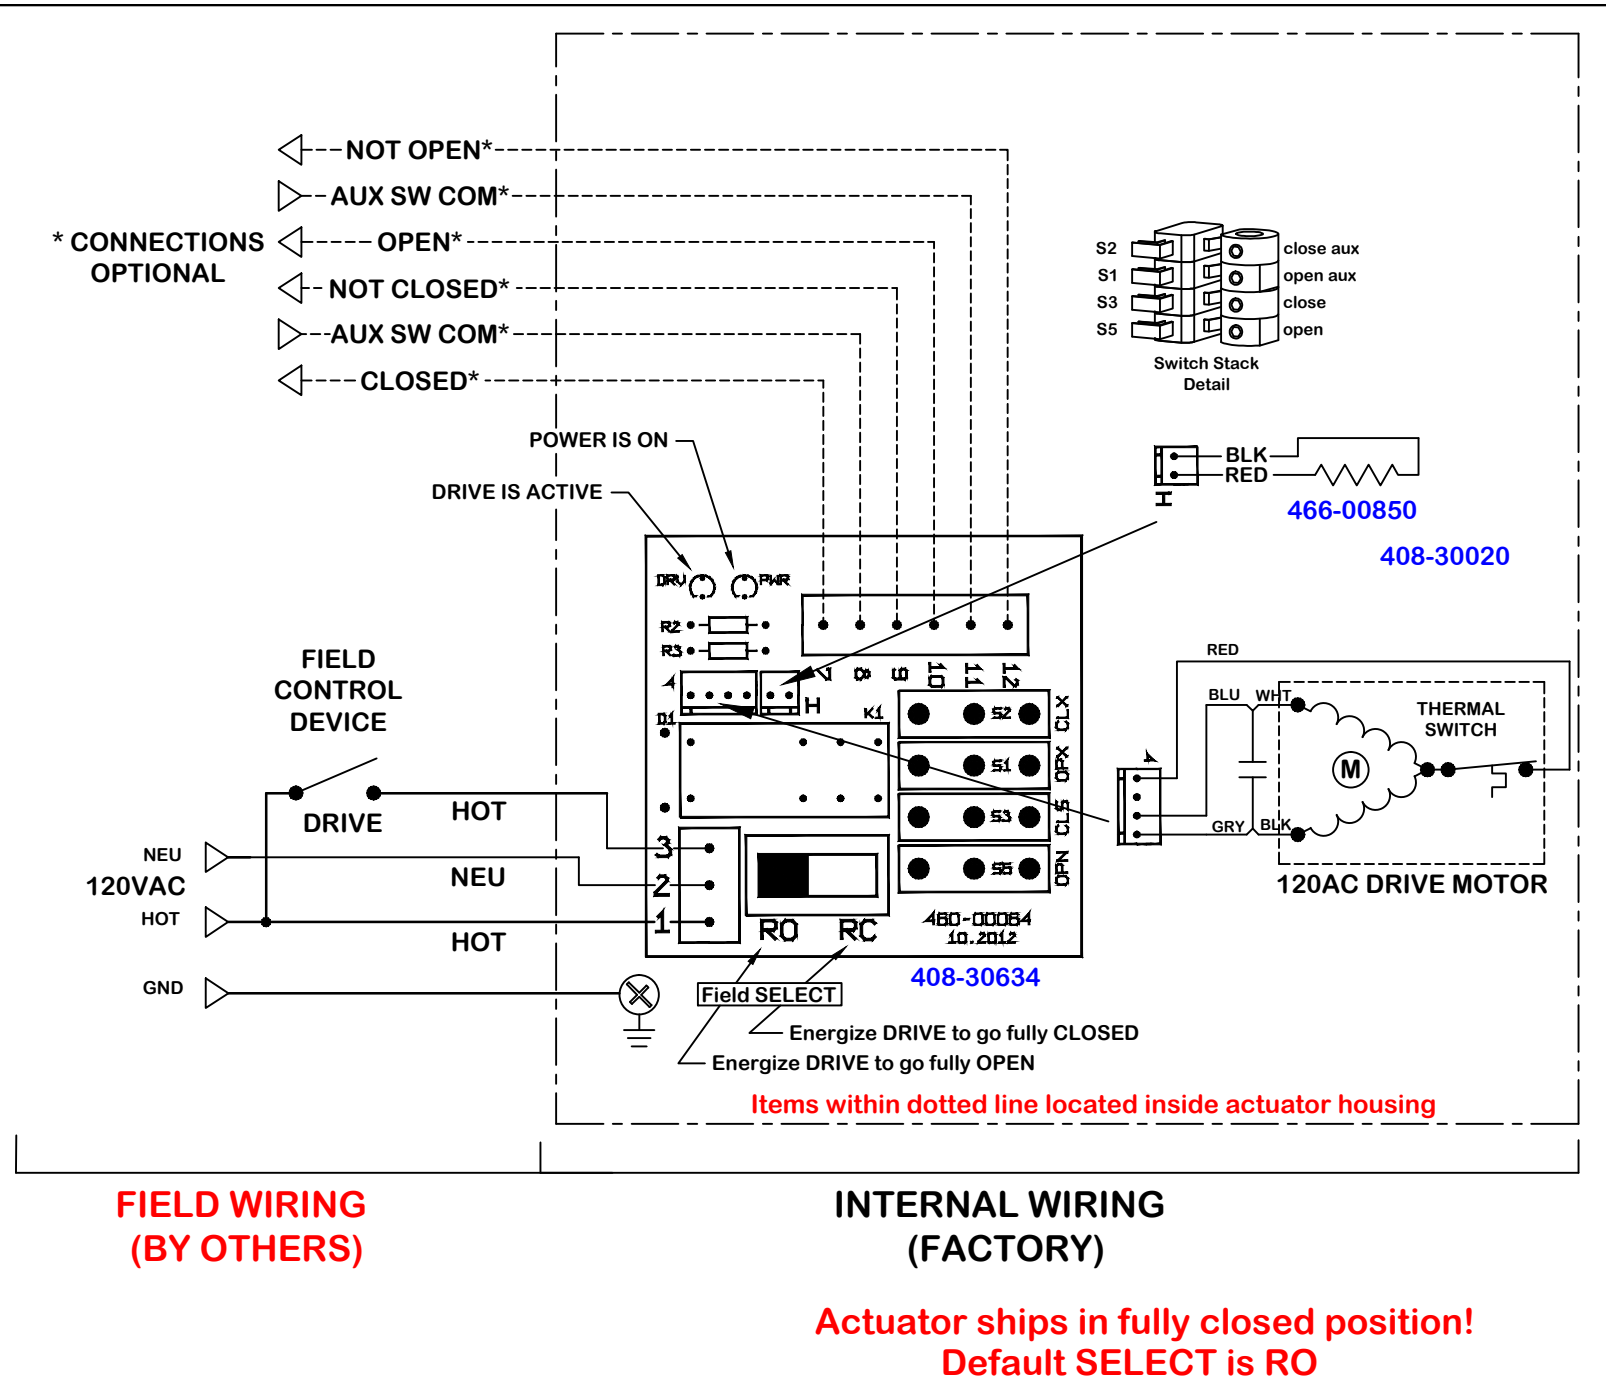 NOT OPEN*
AUX SW COM*
* CONNECTIONS
OPTIONAL
OPEN*
NOT CLOSED*
AUX SW COM*
CLOSED*
S2 close aux
S1 open aux
S3 close
S5 open
Switch Stack
Detail
POWER IS ON
DRIVE IS ACTIVE
BLK
RED
H
466-00850
408-30020
DRV
PWR
R2
R3
7 8 9 10 11 12
4
H
D1
K1
S2 CLX
S1 OPX
S3 CLS
S5 OPN
3
2
1
RO RC
460-00064
10.2012
408-30634
FIELD
CONTROL
DEVICE
DRIVE
HOT
NEU
120VAC
HOT
NEU
HOT
GND
RED
BLU
WHT
GRY
BLK
4
M
THERMAL
SWITCH
120AC DRIVE MOTOR
Field SELECT
Energize DRIVE to go fully CLOSED
Energize DRIVE to go fully OPEN
Items within dotted line located inside actuator housing
FIELD WIRING
(BY OTHERS)
INTERNAL WIRING
(FACTORY)
Actuator ships in fully closed position!
Default SELECT is RO